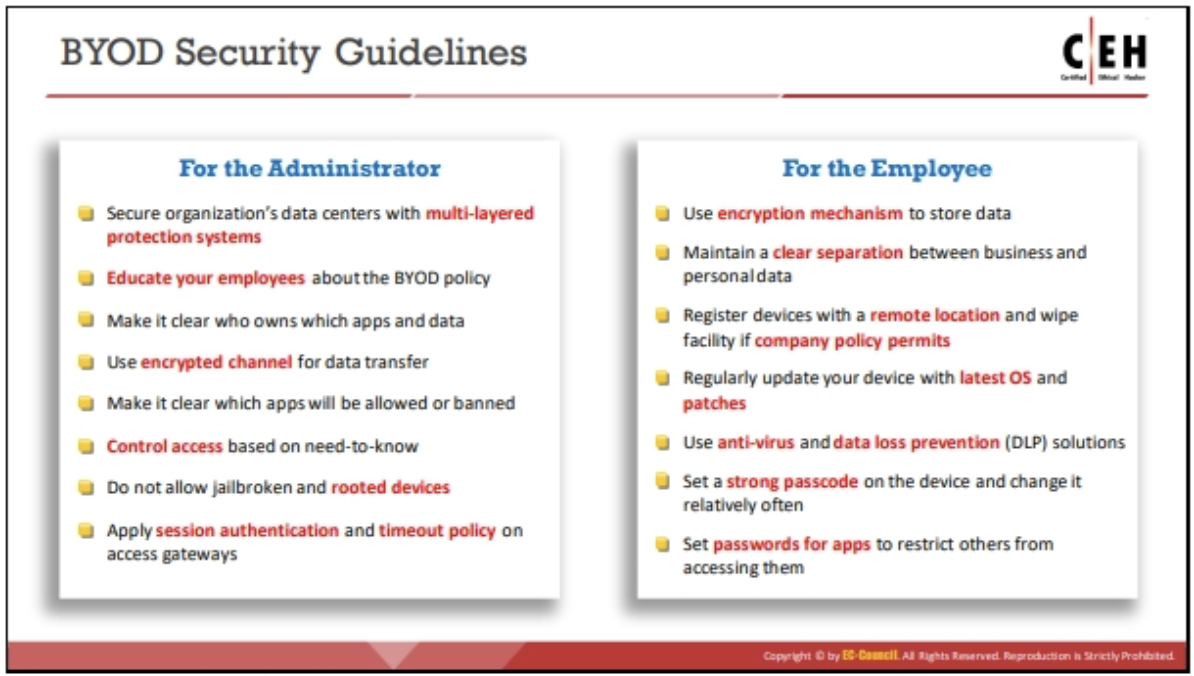 BYOD Security Guidelines
C EH
Certified Ethical Hacker
For the Administrator
Secure organization's data centers with multi-layered
protection systems
Educate your employees about the BYOD policy
Make it clear who owns which apps and data
Use encrypted channel for data transfer
Make it clear which apps will be allowed or banned
Control access based on need-to-know
Do not allow jailbroken and rooted devices
Apply session authentication and timeout policy on
access gateways
For the Employee
Use encryption mechanism to store data
Maintain a clear separation between business and
personal data
Register devices with a remote location and wipe
facility if company policy permits
Regularly update your device with latest OS and
patches
Use anti-virus and data loss prevention (DLP) solutions
Set a strong passcode on the device and change it
relatively often
Set passwords for apps to restrict others from
accessing them
Copyright © by EC-Council. All Rights Reserved. Reproduction is Strictly Prohibited.